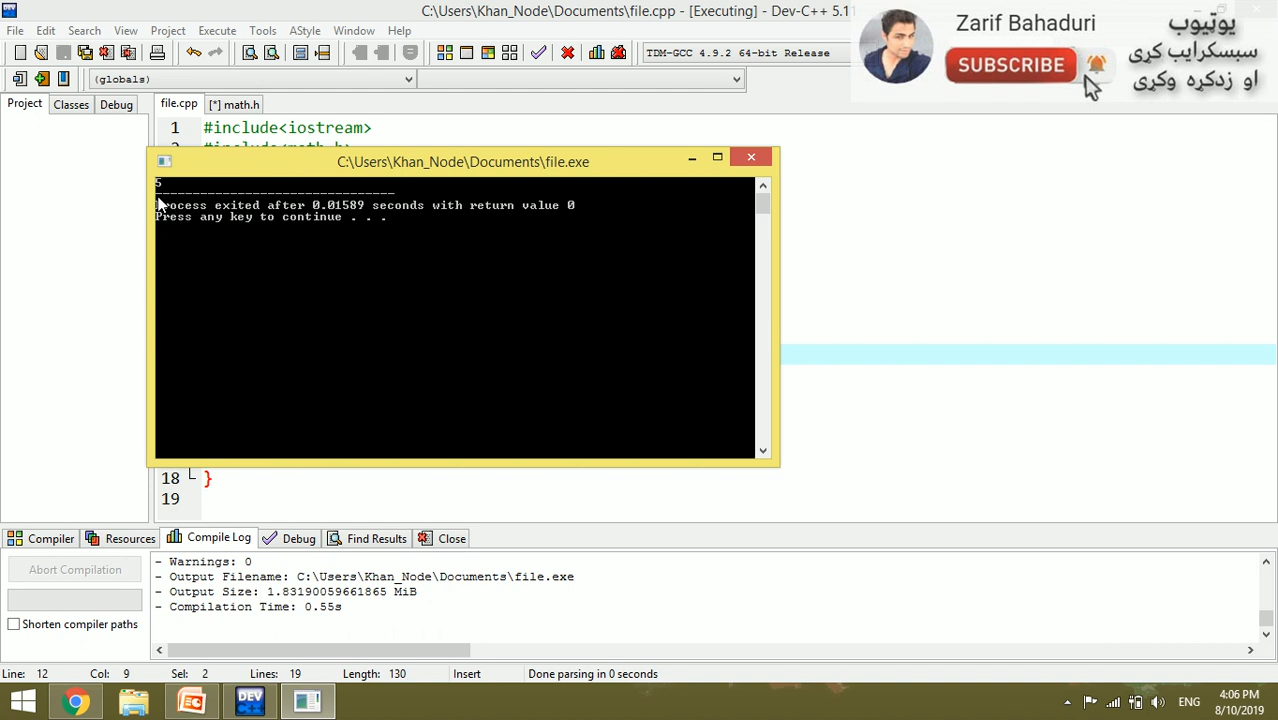 C:\Users\Khan_Node\Documents\file.cpp - [Executing] - Dev-C++ 5.11
File Edit Search View Project Execute Tools AStyle Window Help
TDM-GCC 4.9.2 64-bit Release
(globals)
Project Classes Debug
file.cpp [*] math.h
Zarif Bahaduri
SUBSCRIBE
یوټیوب
سبسکرایب کړی
او زدکړه وکړی
1 #include<iostream>
#include<math.h>
C:\Users\Khan_Node\Documents\file.exe
5
--------------------------------
Process exited after 0.01589 seconds with return value 0
Press any key to continue . . .
18 }
19
Compiler Resources Compile Log Debug Find Results Close
Abort Compilation
Shorten compiler paths
- Warnings: 0
- Output Filename: C:\Users\Khan_Node\Documents\file.exe
- Output Size: 1.83190059661865 MiB
- Compilation Time: 0.55s
Line: 12 Col: 9 Sel: 2 Lines: 19 Length: 130 Insert Done parsing in 0 seconds
DEV
ENG
4:06 PM
8/10/2019